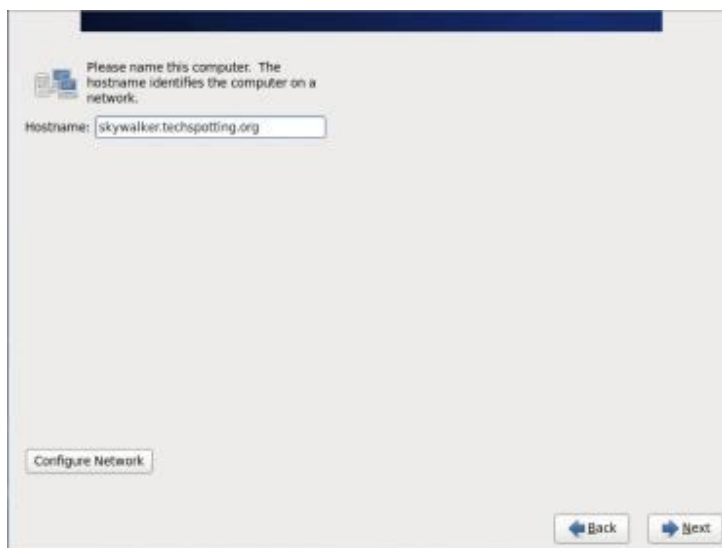 Please name this computer. The
hostname identifies the computer on a
network.
Hostname: skywalker.techspotting.org
Configure Network
Back
Next